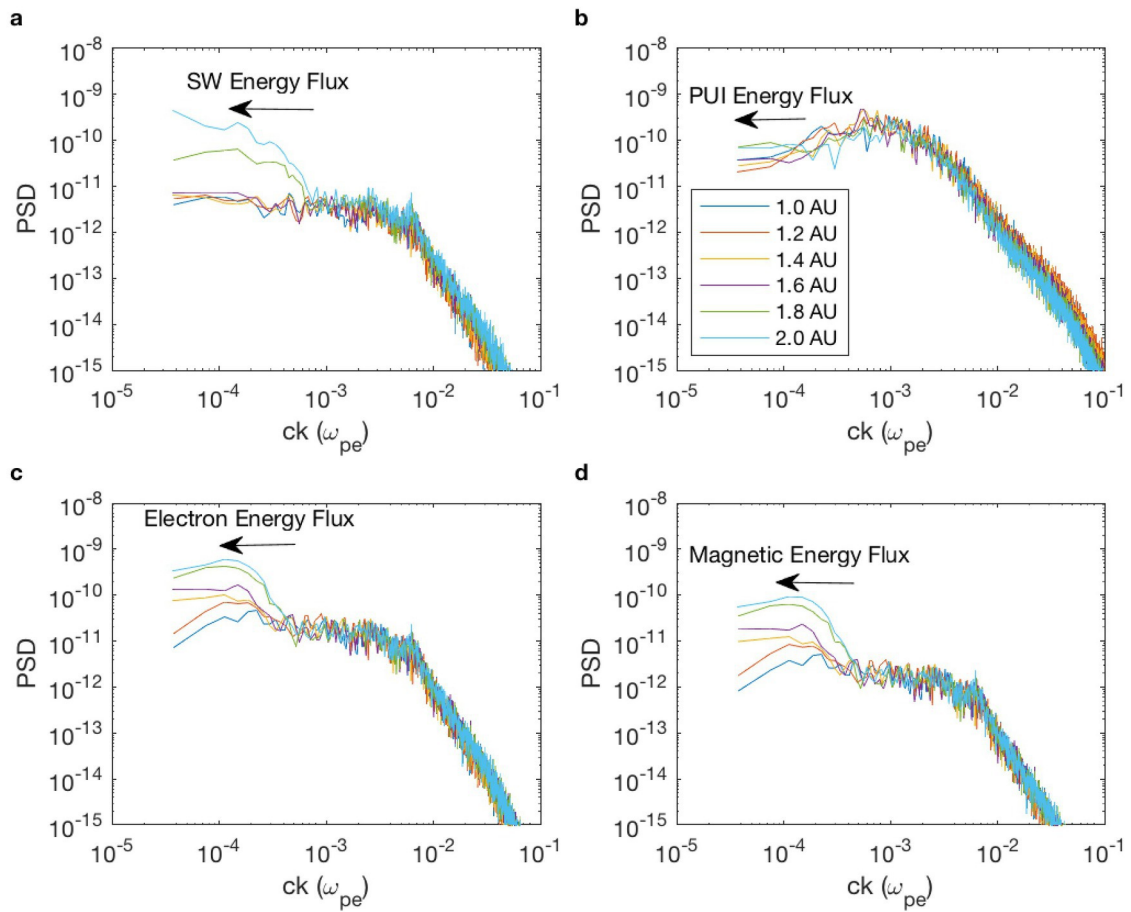 a
SW Energy Flux
PSD
10^-8
10^-9
10^-10
10^-11
10^-12
10^-13
10^-14
10^-15
10^-5
10^-4
10^-3
10^-2
10^-1
ck (ω_pe)
b
PUI Energy Flux
PSD
10^-8
10^-9
10^-10
10^-11
10^-12
10^-13
10^-14
10^-15
1.0 AU
1.2 AU
1.4 AU
1.6 AU
1.8 AU
2.0 AU
10^-5
10^-4
10^-3
10^-2
10^-1
ck (ω_pe)
c
Electron Energy Flux
PSD
10^-8
10^-9
10^-10
10^-11
10^-12
10^-13
10^-14
10^-15
10^-5
10^-4
10^-3
10^-2
10^-1
ck (ω_pe)
d
Magnetic Energy Flux
PSD
10^-8
10^-9
10^-10
10^-11
10^-12
10^-13
10^-14
10^-15
10^-5
10^-4
10^-3
10^-2
10^-1
ck (ω_pe)